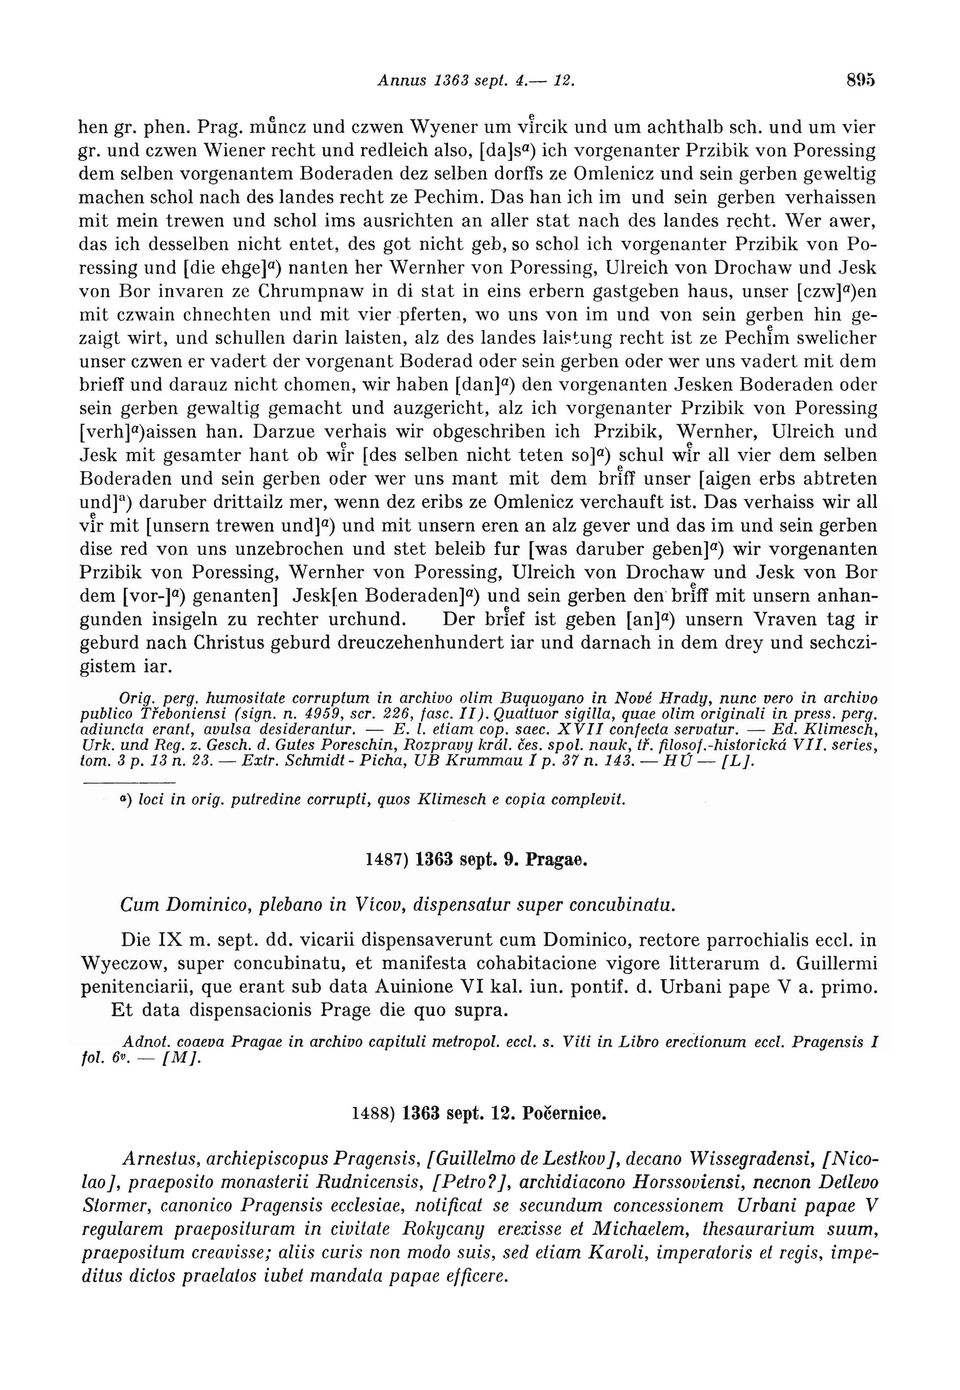 Annus 1363 sept. 4.— 12. 895
hen gr. phen. Prag. muͤncz und czwen Wyener um vͤircik und um achthalb sch. und um vier
gr. und czwen Wiener recht und redleich also, [da]sᵃ) ich vorgenanter Przibik von Poressing
dem selben vorgenantem Boderaden dez selben dorffs ze Omlenicz und sein gerben geweltig
machen schol nach des landes recht ze Pechim. Das han ich im und sein gerben verhaissen
mit mein trewen und schol ims ausrichten an aller stat nach des landes recht. Wer awer,
das ich desselben nicht entet, des got nicht geb, so schol ich vorgenanter Przibik von Po-
ressing und [die ehge]ᵃ) nanten her Wernher von Poressing, Ulreich von Drochaw und Jesk
von Bor invaren ze Chrumpnaw in di stat in eins erbern gastgeben haus, unser [czw]ᵃ)en
mit czwain chnechten und mit vier pferten, wo uns von im und von sein gerben hin ge-
zaigt wirt, und schullen darin laisten, alz des landes laistung recht ist ze Pechiͤm swelicher
unser czwen er vadert der vorgenant Boderad oder sein gerben oder wer uns vadert mit dem
brieff und darauz nicht chomen, wir haben [dan]ᵃ) den vorgenanten Jesken Boderaden oder
sein gerben gewaltig gemacht und auzgericht, alz ich vorgenanter Przibik von Poressing
[verh]ᵃ)aissen han. Darzue verhais wir obgeschriben ich Przibik, Wernher, Ulreich und
Jesk mit gesamter hant ob wiͤr [des selben nicht teten so]ᵃ) schul wiͤr all vier dem selben
Boderaden und sein gerben oder wer uns mant mit dem briͤff unser [aigen erbs abtreten
und]ᵃ) daruber drittailz mer, wenn dez eribs ze Omlenicz verchauft ist. Das verhaiss wir all
viͤr mit [unsern trewen und]ᵃ) und mit unsern eren an alz gever und das im und sein gerben
dise red von uns unzebrochen und stet beleib fur [was daruber geben]ᵃ) wir vorgenanten
Przibik von Poressing, Wernher von Poressing, Ulreich von Drochaw und Jesk von Bor
dem [vor-]ᵃ) genanten] Jesk[en Boderaden]ᵃ) und sein gerben den briͤff mit unsern anhan-
gunden insigeln zu rechter urchund. Der briͤef ist geben [an]ᵃ) unsern Vraven tag ir
geburd nach Christus geburd dreuczehenhundert iar und darnach in dem drey und sechczi-
gistem iar.
Orig. perg. humositate corruptum in archivo olim Buquoyano in Nové Hrady, nunc vero in archivo
publico Třeboniensi (sign. n. 4959, scr. 226, fasc. II). Quattuor sigilla, quae olim originali in press. perg.
adiuncta erant, avulsa desiderantur. — E. l. etiam cop. saec. XVII confecta servatur. — Ed. Klimesch,
Urk. und Reg. z. Gesch. d. Gutes Poreschin, Rozpravy král. čes. spol. nauk, tř. filosof.-historická VII. series,
tom. 3 p. 13 n. 23. — Extr. Schmidt - Picha, UB Krummau I p. 37 n. 143. — HÚ — [L].
ᵃ) loci in orig. putredine corrupti, quos Klimesch e copia complevit.
1487) 1363 sept. 9. Pragae.
Cum Dominico, plebano in Vícov, dispensatur super concubinatu.
Die IX m. sept. dd. vicarii dispensaverunt cum Dominico, rectore parrochialis eccl. in
Wyeczow, super concubinatu, et manifesta cohabitacione vigore litterarum d. Guillermi
penitenciarii, que erant sub data Auinione VI kal. iun. pontif. d. Urbani pape V a. primo.
Et data dispensacionis Prage die quo supra.
Adnot. coaeva Pragae in archivo capituli metropol. eccl. s. Viti in Libro erectionum eccl. Pragensis I
fol. 6ᵛ. — [M].
1488) 1363 sept. 12. Počernice.
Arnestus, archiepiscopus Pragensis, [Guillelmo de Lestkov], decano Wissegradensi, [Nico-
lao], praeposito monasterii Rudnicensis, [Petro?], archidiacono Horssoviensi, necnon Detlevo
Stormer, canonico Pragensis ecclesiae, notificat se secundum concessionem Urbani papae V
regularem praeposituram in civitate Rokycany erexisse et Michaelem, thesaurarium suum,
praepositum creavisse; aliis curis non modo suis, sed etiam Karoli, imperatoris et regis, impe-
ditus dictos praelatos iubet mandata papae efficere.